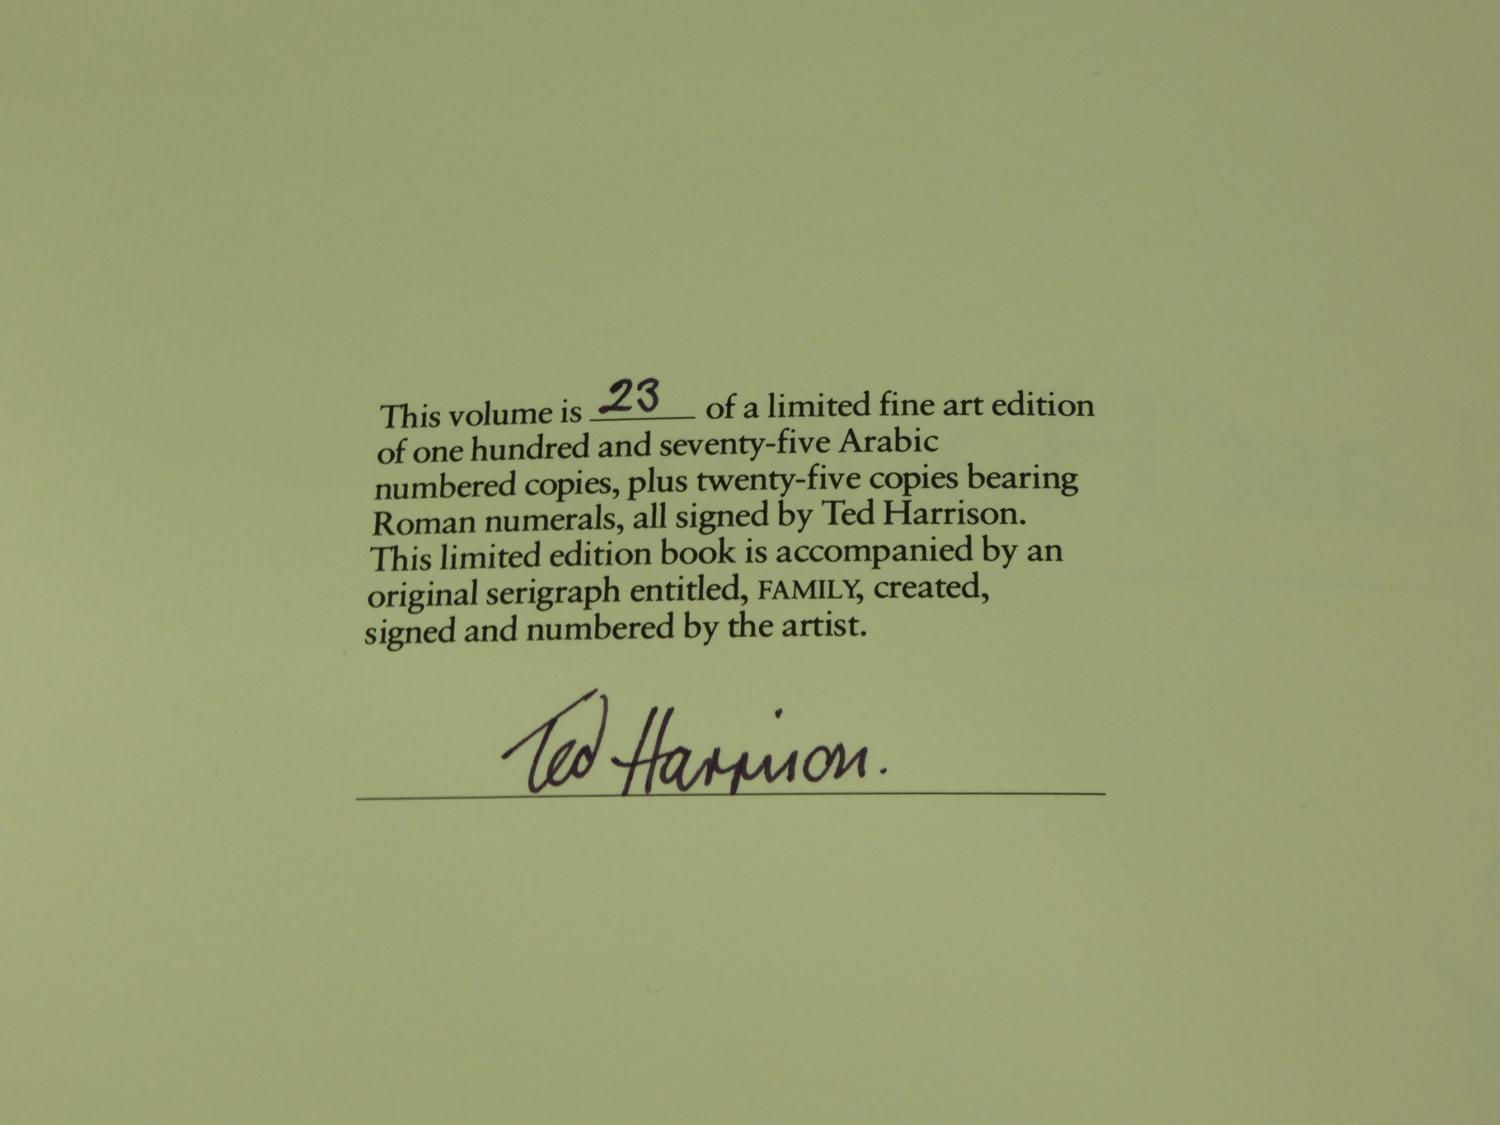 This volume is 23 of a limited fine art edition
of one hundred and seventy-five Arabic
numbered copies, plus twenty-five copies bearing
Roman numerals, all signed by Ted Harrison.
This limited edition book is accompanied by an
original serigraph entitled, FAMILY, created,
signed and numbered by the artist.
Ted Harrison.